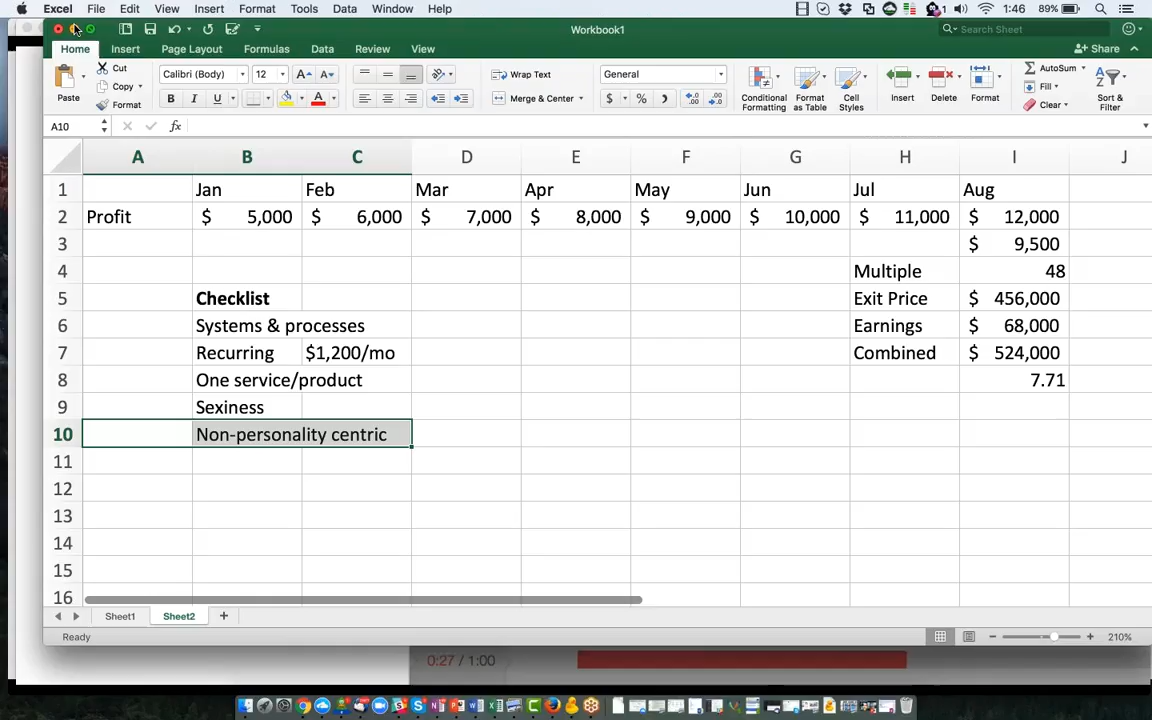 Excel File Edit View Insert Format Tools Data Window Help 1:46 89%
Workbook1 Search Sheet
Home Insert Page Layout Formulas Data Review View Share
Paste Cut Copy Format
Calibri (Body) 12 A A
B I U A
Wrap Text
Merge & Center
General
$ %
Conditional Formatting
Format as Table
Cell Styles
Insert Delete Format
AutoSum
Fill
Clear
Sort & Filter
A10 fx
A B C D E F G H I J
1 Jan Feb Mar Apr May Jun Jul Aug
2 Profit $ 5,000 $ 6,000 $ 7,000 $ 8,000 $ 9,000 $ 10,000 $ 11,000 $ 12,000
3 $ 9,500
4 Multiple 48
5 Checklist Exit Price $ 456,000
6 Systems & processes Earnings $ 68,000
7 Recurring $1,200/mo Combined $ 524,000
8 One service/product 7.71
9 Sexiness
10 Non-personality centric
11
12
13
14
15
16
Sheet1 Sheet2 +
Ready 210%
0:27 / 1:00